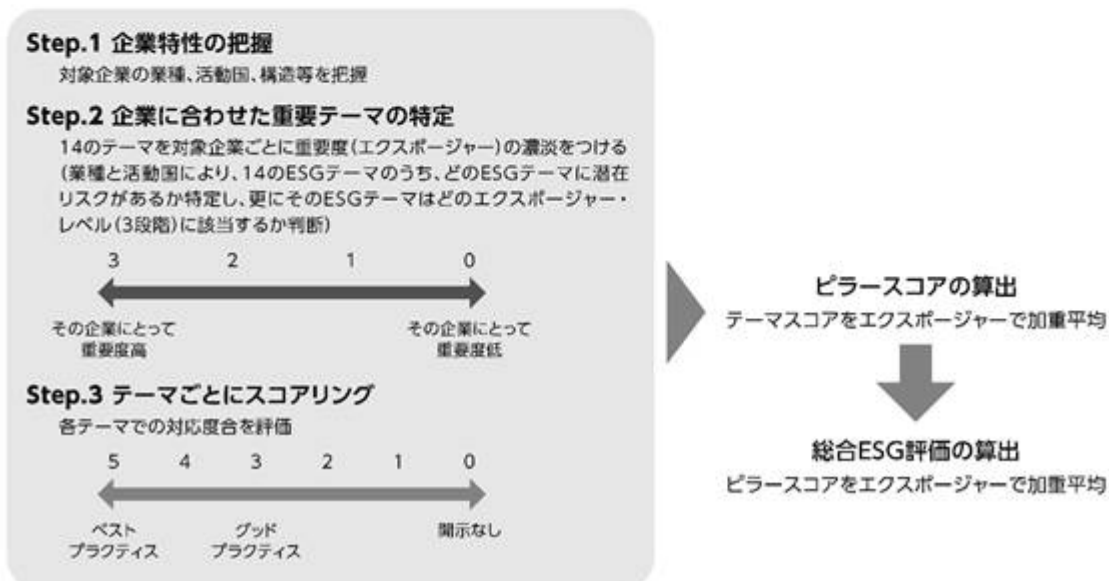 Step.1 企業特性の把握
対象企業の業種、活動国、構造等を把握
Step.2 企業に合わせた重要テーマの特定
14のテーマを対象企業ごとに重要度(エクスポージャー)の濃淡をつける
(業種と活動国により、14のESGテーマのうち、どのESGテーマに潜在
リスクがあるか特定し、更にそのESGテーマはどのエクスポージャー・
レベル(3段階)に該当するか判断)
3 2 1 0
その企業にとって
重要度高
その企業にとって
重要度低
Step.3 テーマごとにスコアリング
各テーマでの対応度合を評価
5 4 3 2 1 0
ベスト
プラクティス
グッド
プラクティス
開示なし
ピラースコアの算出
テーマスコアをエクスポージャーで加重平均
総合ESG評価の算出
ピラースコアをエクスポージャーで加重平均